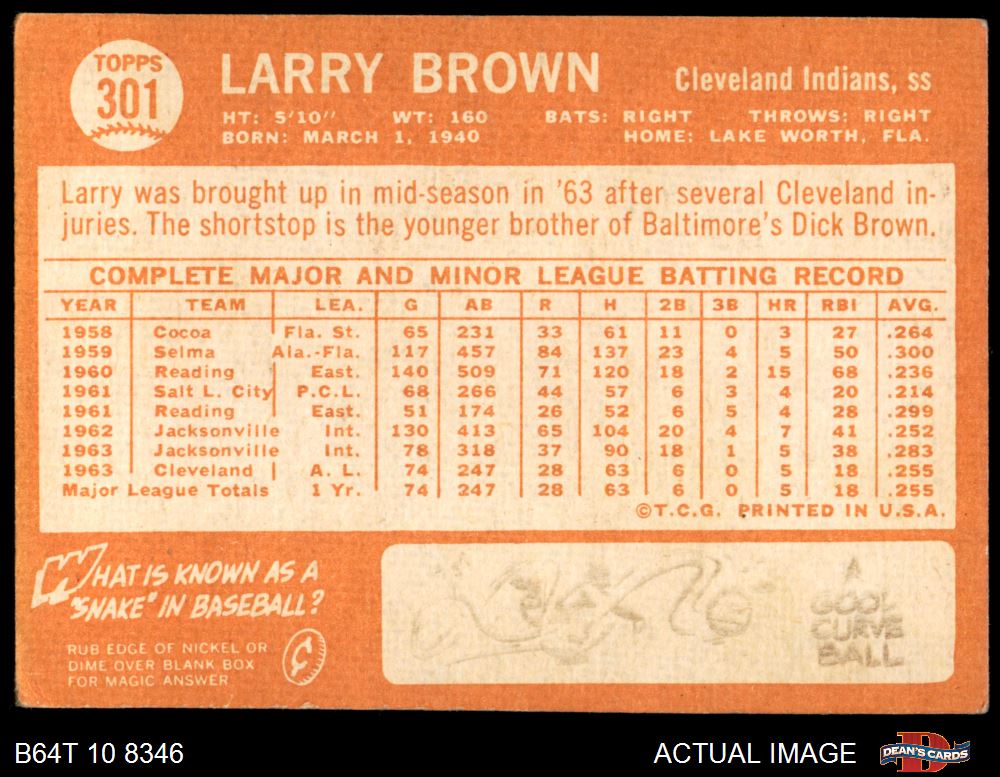 TOPPS
301
LARRY BROWN
Cleveland Indians, ss
HT: 5'10" WT: 160 BATS: RIGHT THROWS: RIGHT
BORN: MARCH 1, 1940 HOME: LAKE WORTH, FLA.
Larry was brought up in mid-season in '63 after several Cleveland in-
juries. The shortstop is the younger brother of Baltimore's Dick Brown.
COMPLETE MAJOR AND MINOR LEAGUE BATTING RECORD
YEAR TEAM LEA. G AB R H 2B 3B HR RBI AVG.
1958 Cocoa Fla. St. 65 231 33 61 11 0 3 27 .264
1959 Selma Ala.-Fla. 117 457 84 137 23 4 5 50 .300
1960 Reading East. 140 509 71 120 18 2 15 68 .236
1961 Salt L. City P.C.L. 68 266 44 57 6 3 4 20 .214
1961 Reading East. 51 174 26 52 6 5 4 28 .299
1962 Jacksonville Int. 130 413 65 104 20 4 7 41 .252
1963 Jacksonville Int. 78 318 37 90 18 1 5 38 .283
1963 Cleveland A. L. 74 247 28 63 6 0 5 18 .255
Major League Totals 1 Yr. 74 247 28 63 6 0 5 18 .255
©T.C.G. PRINTED IN U.S.A.
WHAT IS KNOWN AS A
"SNAKE" IN BASEBALL?
RUB EDGE OF NICKEL OR
DIME OVER BLANK BOX
FOR MAGIC ANSWER
A
GOOD
CURVE
BALL
B64T 10 8346
ACTUAL IMAGE
DEAN'S CARDS